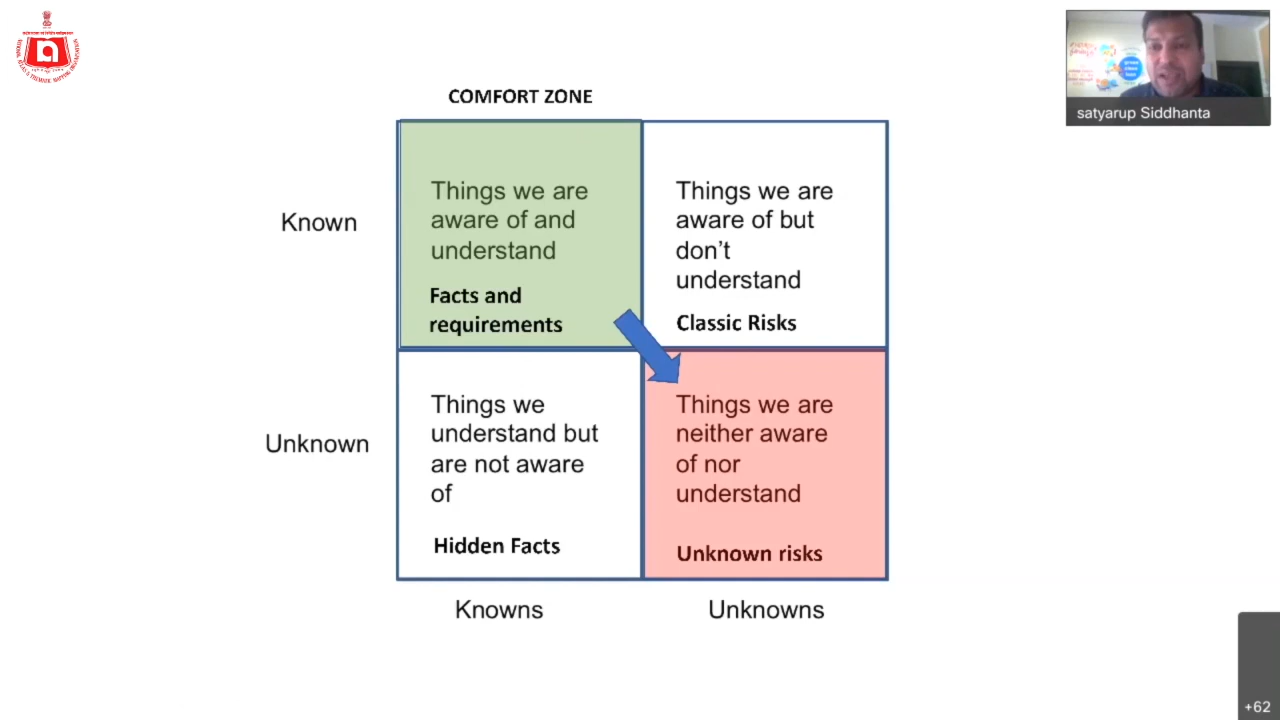 satyarup Siddhanta
COMFORT ZONE
Known
Things we are
aware of and
understand
Facts and
requirements
Things we are
aware of but
don't
understand
Classic Risks
Unknown
Things we
understand but
are not aware
of
Hidden Facts
Things we are
neither aware
of nor
understand
Unknown risks
Knowns
Unknowns
+62